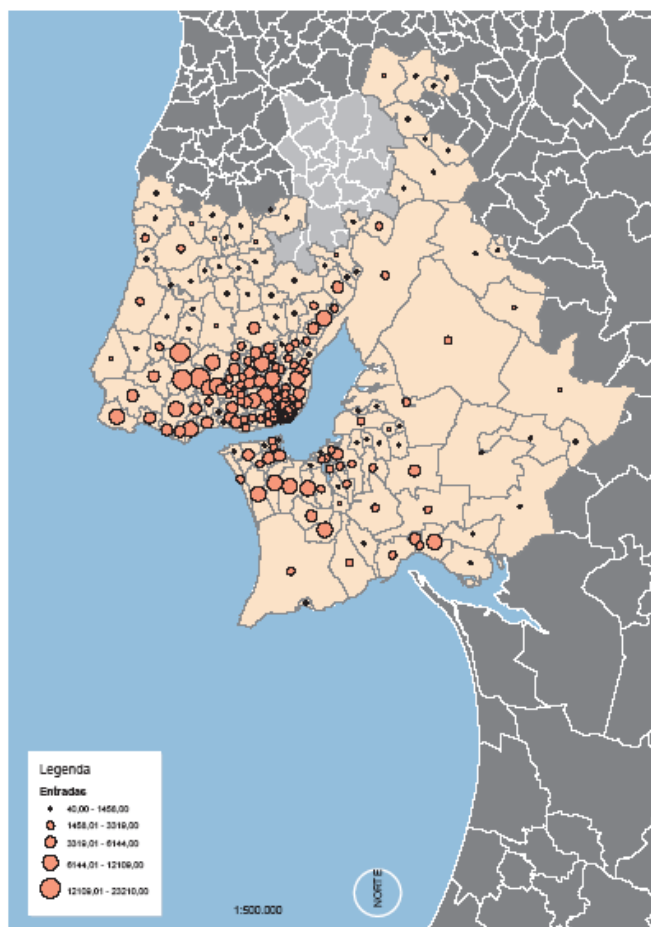 Legenda
Entradas
40,00 - 1458,00
1458,01 - 3319,00
3319,01 - 6144,00
6144,01 - 12109,00
12109,01 - 23210,00
1:500.000
NORTE